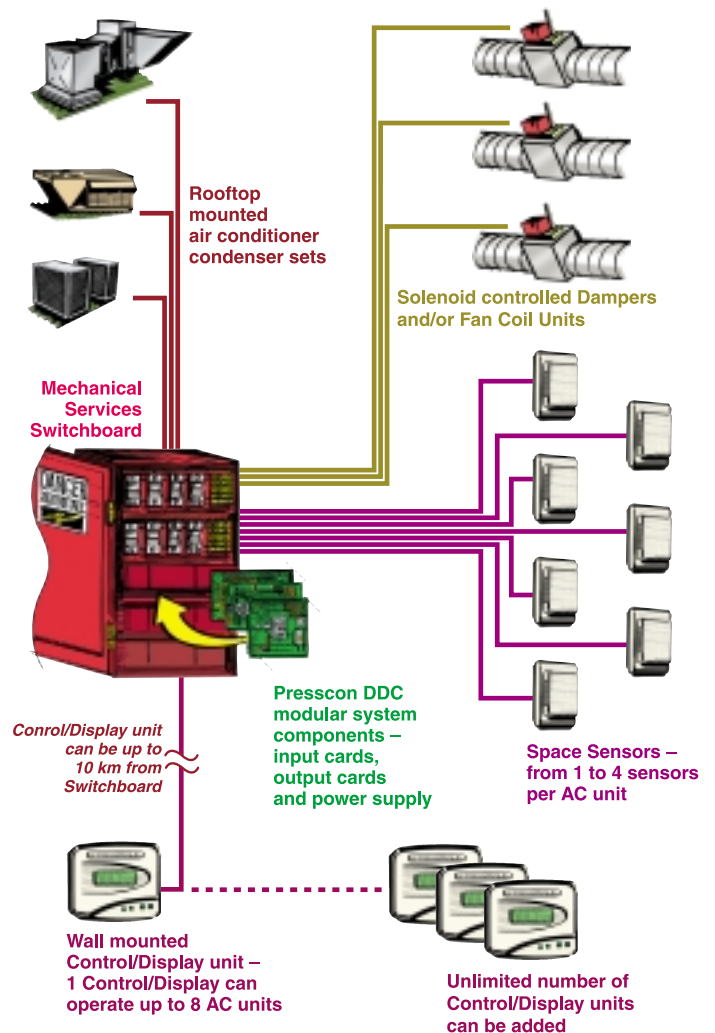 Rooftop
mounted
air conditioner
condenser sets
Solenoid controlled Dampers
and/or Fan Coil Units
Mechanical
Services
Switchboard
DANGER
Presscon DDC
modular system
components –
input cards,
output cards
and power supply
Conrol/Display unit
can be up to
10 km from
Switchboard
Space Sensors –
from 1 to 4 sensors
per AC unit
Wall mounted
Control/Display unit –
1 Control/Display can
operate up to 8 AC units
Unlimited number of
Control/Display units
can be added